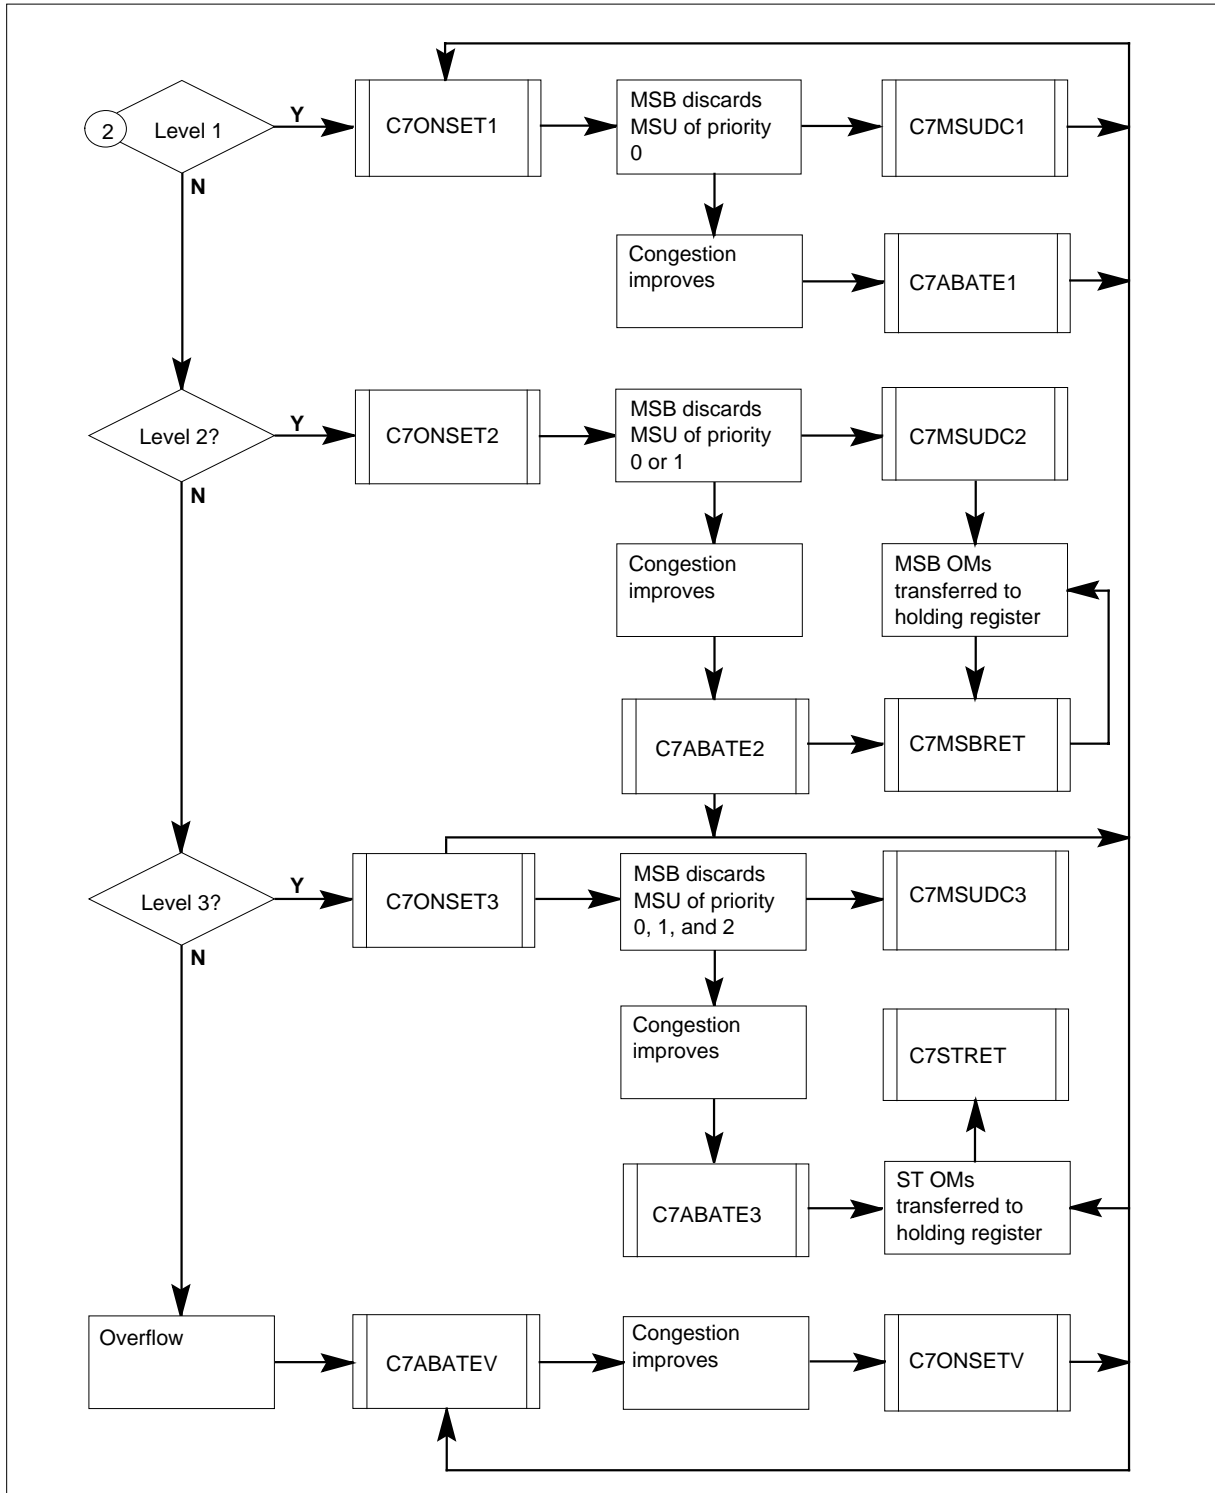 2
Level 1
Y
C7ONSET1
MSB discards
MSU of priority
0
C7MSUDC1
N
Congestion
improves
C7ABATE1
Level 2?
Y
C7ONSET2
MSB discards
MSU of priority
0 or 1
C7MSUDC2
N
Congestion
improves
MSB OMs
transferred to
holding register
C7ABATE2
C7MSBRET
Level 3?
Y
C7ONSET3
MSB discards
MSU of priority
0, 1, and 2
C7MSUDC3
N
Congestion
improves
C7STRET
C7ABATE3
ST OMs
transferred to
holding register
Overflow
C7ABATEV
Congestion
improves
C7ONSETV